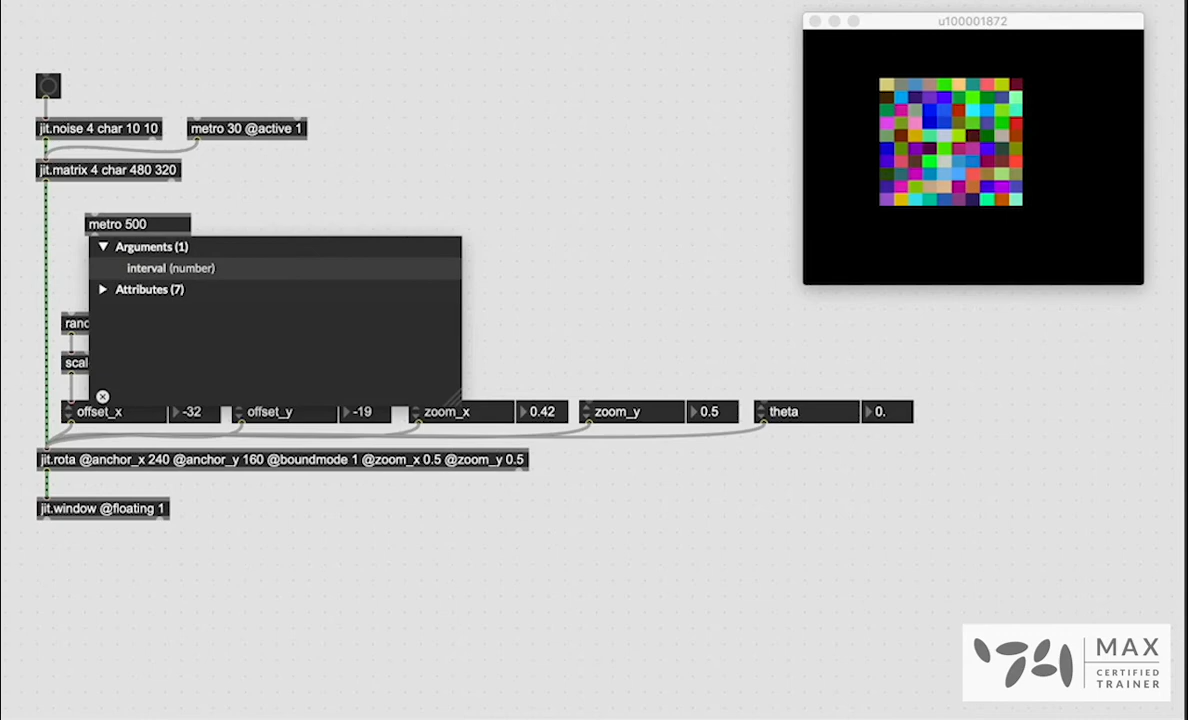 u100001872
jit.noise 4 char 10 10
metro 30 @active 1
jit.matrix 4 char 480 320
metro 500
Arguments (1)
interval (number)
Attributes (7)
rand
scal
offset_x -32 offset_y -19 zoom_x 0.42 zoom_y 0.5 theta 0.
jit.rota @anchor_x 240 @anchor_y 160 @boundmode 1 @zoom_x 0.5 @zoom_y 0.5
jit.window @floating 1
MAX
CERTIFIED
TRAINER